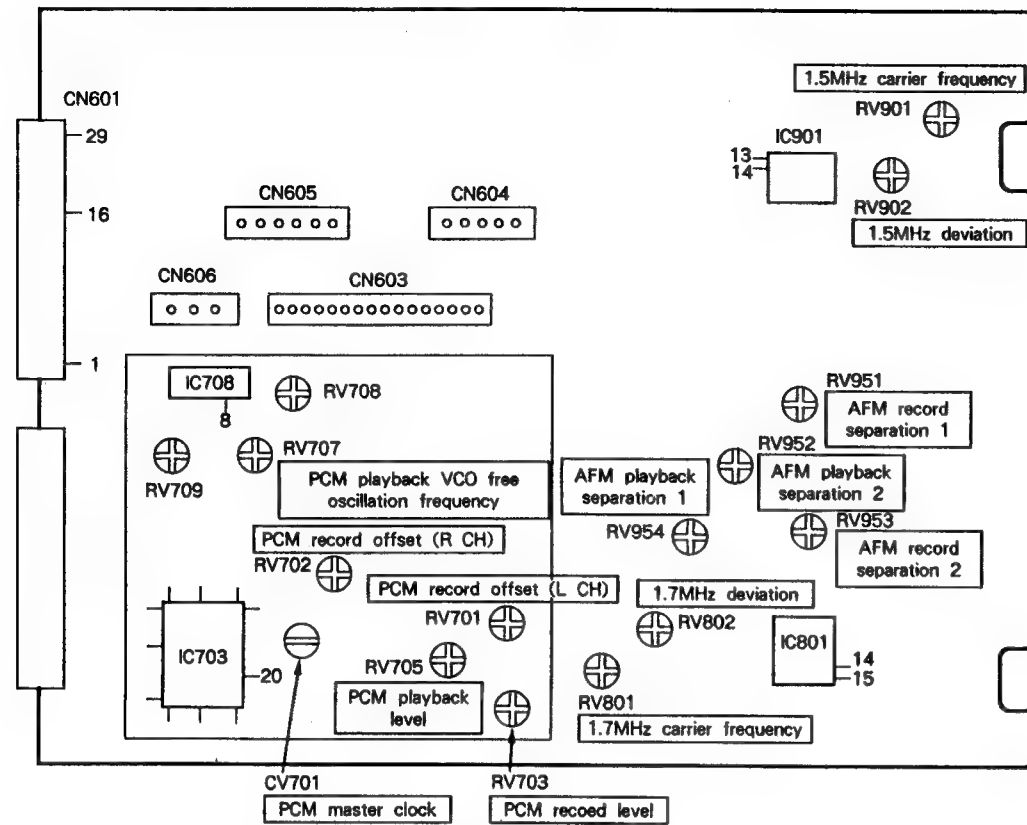 1.5MHz carrier frequency
CN601
RV901
29
IC901
13
14
CN605
CN604
16
RV902
1.5MHz deviation
CN606
CN603
1
IC708
RV708
8
RV951
AFM record
separation 1
RV707
RV709
PCM playback VCO free
oscillation frequency
AFM playback
separation 1
RV952
AFM playback
separation 2
RV954
RV953
AFM record
separation 2
PCM record offset (R CH)
RV702
PCM record offset (L CH)
RV701
1.7MHz deviation
RV802
IC703
20
RV705
PCM playback
level
IC801
14
15
RV801
1.7MHz carrier frequency
CV701
PCM master clock
RV703
PCM recoed level